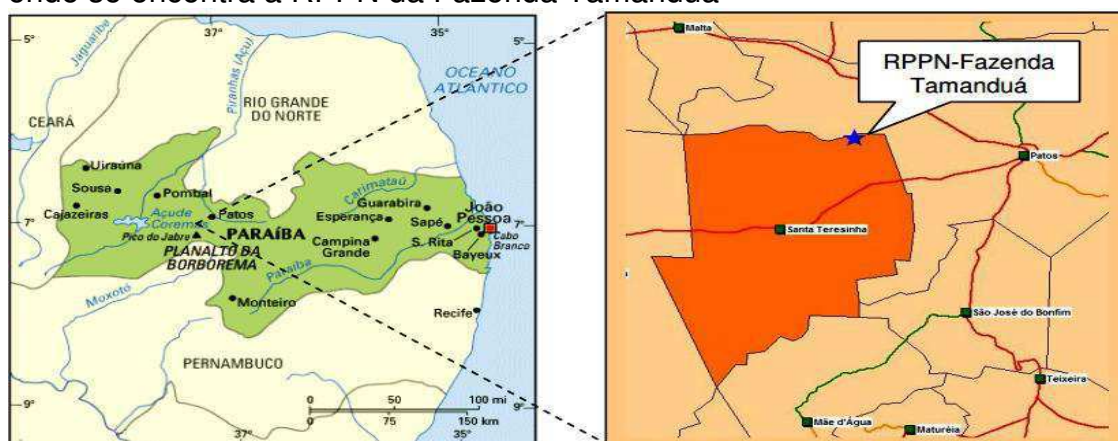 onde se encontra a RPPN da Fazenda Tamanduá
5°
37°
35°
5°
Jaguaribe
Piranhas (Açu)
OCEANO
ATLANTICO
RIO GRANDE
DO NORTE
CEARÁ
Uiraúna
Sousa
Pombal
Cajazeiras
Açude
Coremas
Patos
Pico do Jabre
PARAÍBA
PLANALTO DA
BORBOREMA
Carimataú
Guarabira
Esperança
Sapé
João
Pessoa
7°
7°
Cabo
Branco
Campina
Grande
S. Rita
Bayeux
Paraíba
Moxotó
Monteiro
Recife
PERNAMBUCO
0 50 100 mi
0 75 150 km
9°
9°
37°
35°
Malta
RPPN-Fazenda
Tamanduá
Patos
Santa Teresinha
São José do Bonfim
Teixeira
Mãe d'Água
Maturéia